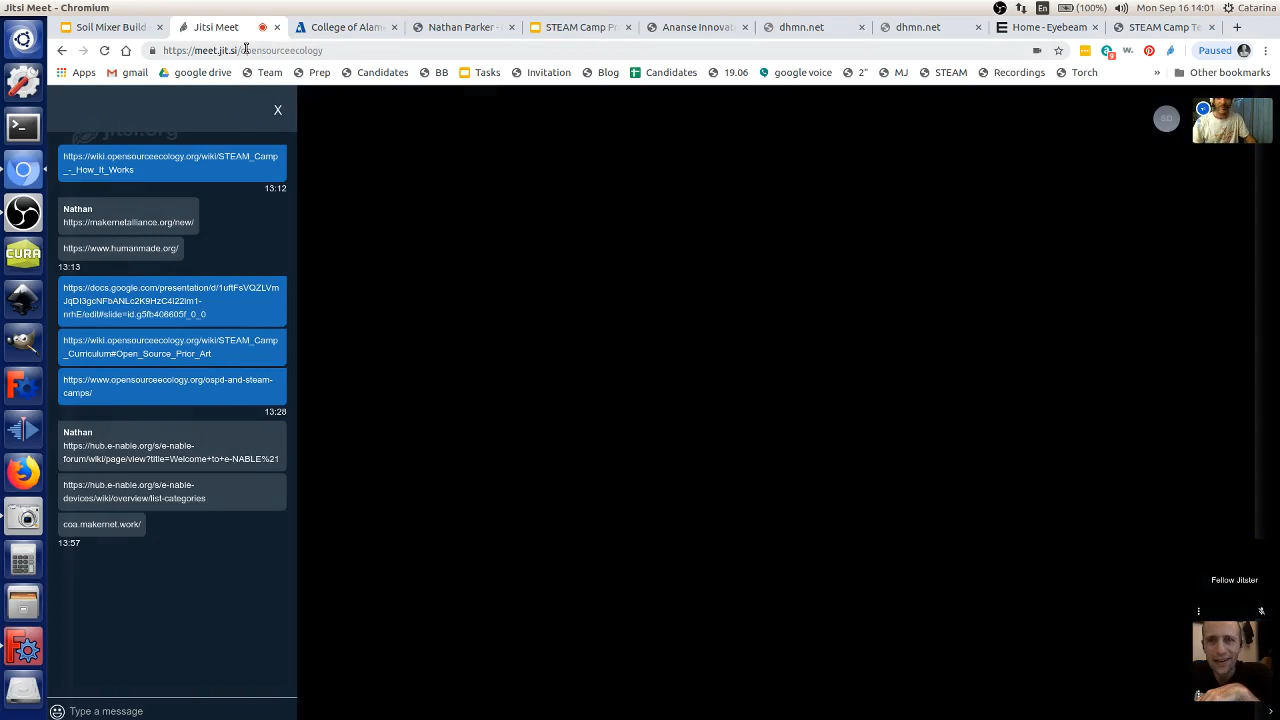 Jitsi Meet - Chromium
En
(100%)
Mon Sep 16 14:01
Catarina
Soil Mixer Build
Jitsi Meet
College of Alam
Nathan Parker -
STEAM Camp Pr
Ananse Innovat
dhmn.net
dhmn.net
Home - Eyebeam
STEAM Camp Te
https://meet.jit.si/opensourceecology
Paused
Apps
gmail
google drive
Team
Prep
Candidates
BB
Tasks
Invitation
Blog
Candidates
19.06
google voice
2"
MJ
STEAM
Recordings
Torch
»
Other bookmarks
X
jitsi.org
https://wiki.opensourceecology.org/wiki/STEAM_Camp
_-_How_It_Works
13:12
Nathan
https://makernetalliance.org/new/
https://www.humanmade.org/
13:13
https://docs.google.com/presentation/d/1uftFsVQZLVm
JqDI3gcNFbANLc2K9HzC4l22Im1-
nrhE/edit#slide=id.g5fb406605f_0_0
https://wiki.opensourceecology.org/wiki/STEAM_Camp
_Curriculum#Open_Source_Prior_Art
https://www.opensourceecology.org/ospd-and-steam-
camps/
13:28
Nathan
https://hub.e-nable.org/s/e-nable-
forum/wiki/page/view?title=Welcome+to+e-NABLE%21
https://hub.e-nable.org/s/e-nable-
devices/wiki/overview/list-categories
coa.makernet.work/
13:57
Type a message
CURA
Fellow Jitster